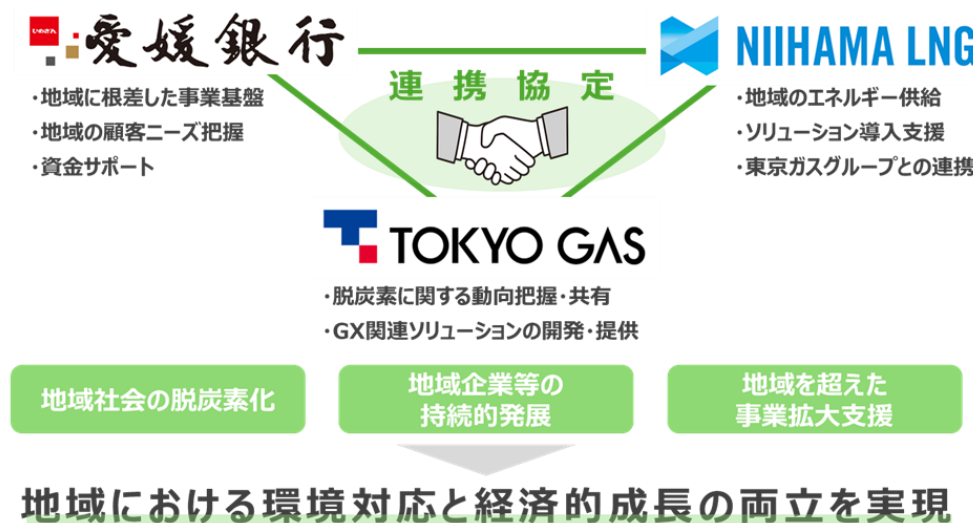 ひめぎん
愛媛銀行
NIIHAMA LNG
連携協定
・地域に根差した事業基盤
・地域の顧客ニーズ把握
・資金サポート
・地域のエネルギー供給
・ソリューション導入支援
・東京ガスグループとの連携
TOKYO GAS
・脱炭素に関する動向把握・共有
・GX関連ソリューションの開発・提供
地域社会の脱炭素化
地域企業等の
持続的発展
地域を超えた
事業拡大支援
地域における環境対応と経済的成長の両立を実現